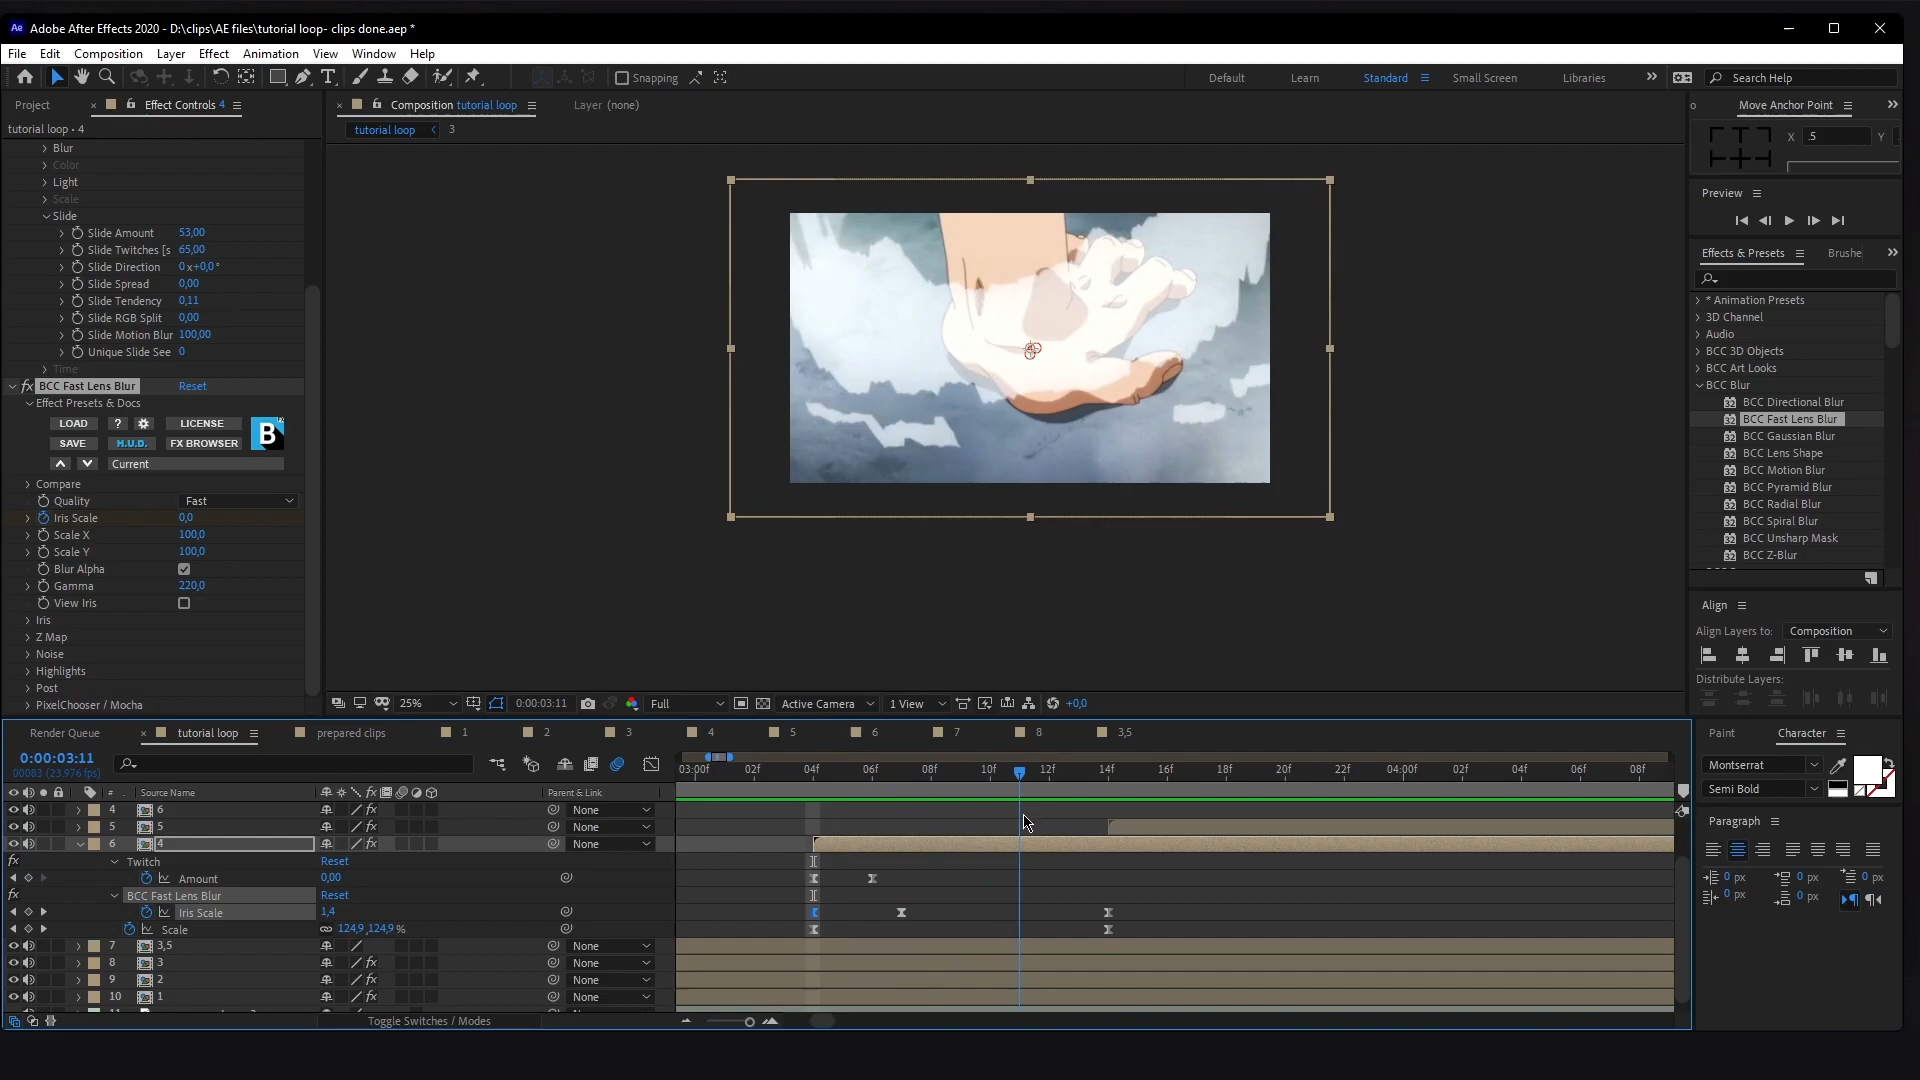 Ae Adobe After Effects 2020 - D:\clips\AE files\tutorial loop- clips done.aep *
File Edit Composition Layer Effect Animation View Window Help
Snapping Default Learn Standard Small Screen Libraries Search Help
Project Effect Controls 4
tutorial loop • 4
Blur
Color
Light
Scale
Slide
Slide Amount 53,00
Slide Twitches [s 65,00
Slide Direction 0x+0,0°
Slide Spread 0,00
Slide Tendency 0,11
Slide RGB Split 0,00
Slide Motion Blur 100,00
Unique Slide See 0
Time
fx BCC Fast Lens Blur Reset
Effect Presets & Docs
LOAD ? LICENSE
B
SAVE H.U.D. FX BROWSER
Current
Compare
Quality Fast
Iris Scale 0,0
Scale X 100,0
Scale Y 100,0
Blur Alpha
Gamma 220,0
View Iris
Iris
Z Map
Noise
Highlights
Post
PixelChooser / Mocha
Composition tutorial loop Layer (none)
tutorial loop 3
25% 0:00:03:11 Full Active Camera 1 View +0,0
Move Anchor Point
X .5 Y
Preview
Effects & Presets Brushe
* Animation Presets
3D Channel
Audio
BCC 3D Objects
BCC Art Looks
BCC Blur
BCC Directional Blur
BCC Fast Lens Blur
BCC Gaussian Blur
BCC Lens Shape
BCC Motion Blur
BCC Pyramid Blur
BCC Radial Blur
BCC Spiral Blur
BCC Unsharp Mask
BCC Z-Blur
Align
Align Layers to: Composition
Distribute Layers:
Render Queue tutorial loop prepared clips 1 2 3 4 5 6 7 8 3,5
0:00:03:11
00083 (23.976 fps)
03:00f 02f 04f 06f 08f 10f 12f 14f 16f 18f 20f 22f 04:00f 02f 04f 06f 08f
# Source Name fx Parent & Link
4 6 fx None
5 5 fx None
6 4 fx None
fx Twitch Reset
Amount 0,00
fx BCC Fast Lens Blur Reset
Iris Scale 1,4
Scale 124,9,124,9%
7 3,5 None
8 3 fx None
9 2 fx None
10 1 fx None
Toggle Switches / Modes
Paint Character
Montserrat
Semi Bold
Paragraph
0 px 0 px 0 px
0 px 0 px